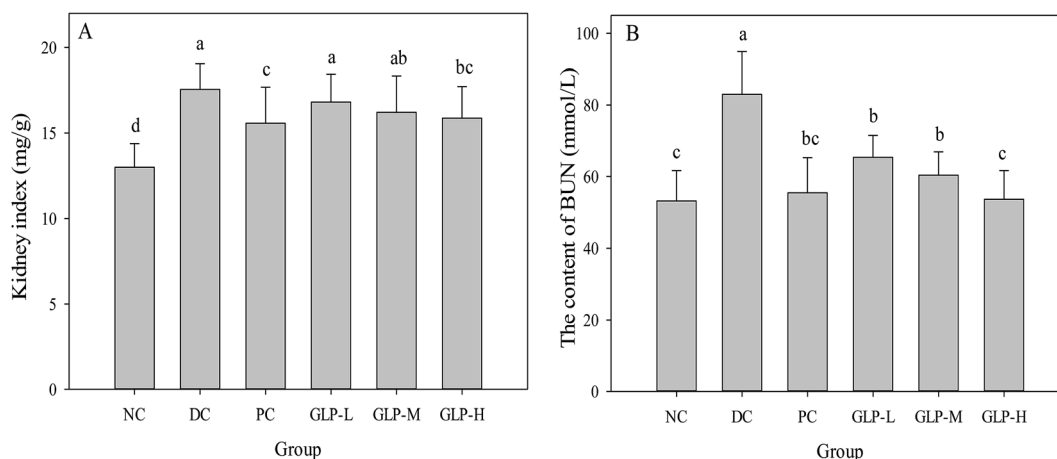 A
Kidney index (mg/g)
20
15
10
5
0
d
a
c
a
ab
bc
NC DC PC GLP-L GLP-M GLP-H
Group
B
The content of BUN (mmol/L)
100
80
60
40
20
0
c
a
bc
b
b
c
NC DC PC GLP-L GLP-M GLP-H
Group